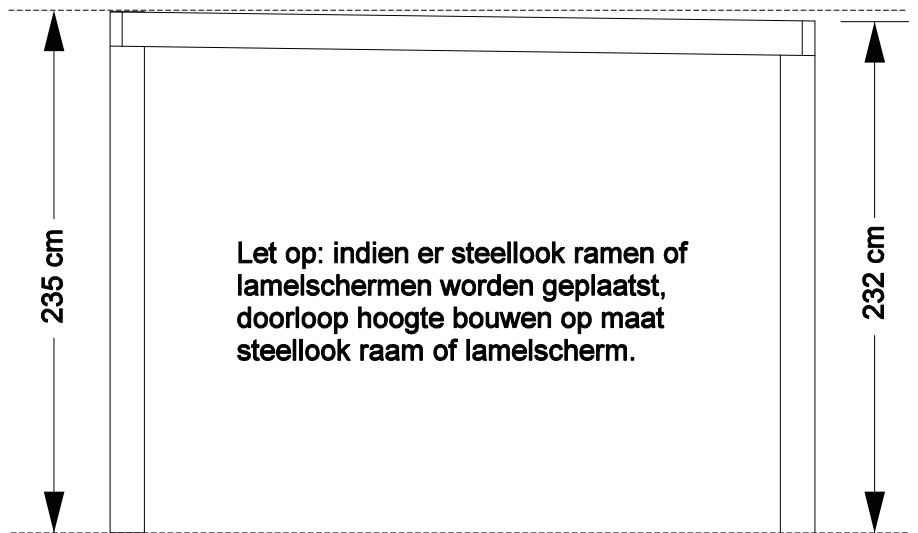 235 cm
Let op: indien er steellook ramen of
lamelschermen worden geplaatst,
doorloop hoogte bouwen op maat
steellook raam of lamelscherm.
232 cm